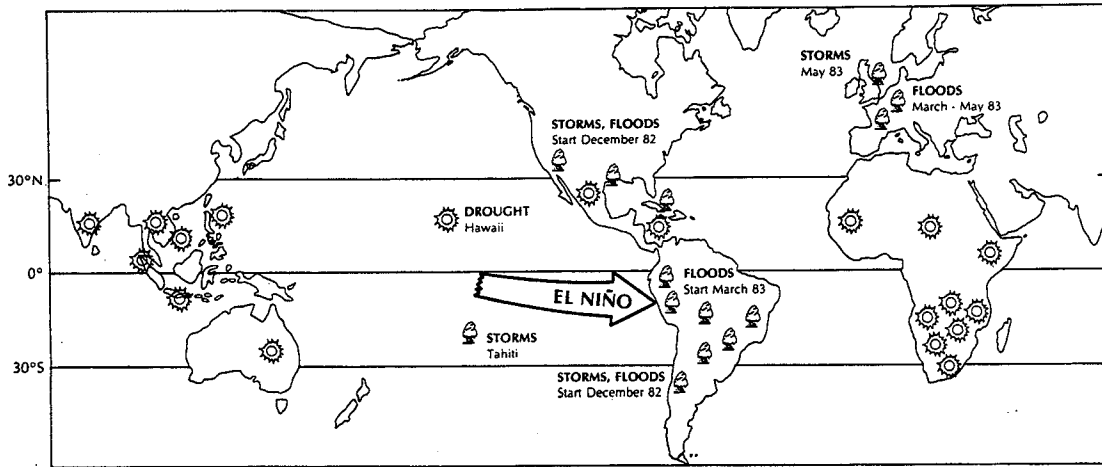 STORMS
May 83
FLOODS
March - May 83
STORMS, FLOODS
Start December 82
30°N
DROUGHT
Hawaii
0°
FLOODS
Start March 83
EL NIÑO
STORMS
Tahiti
30°S
STORMS, FLOODS
Start December 82